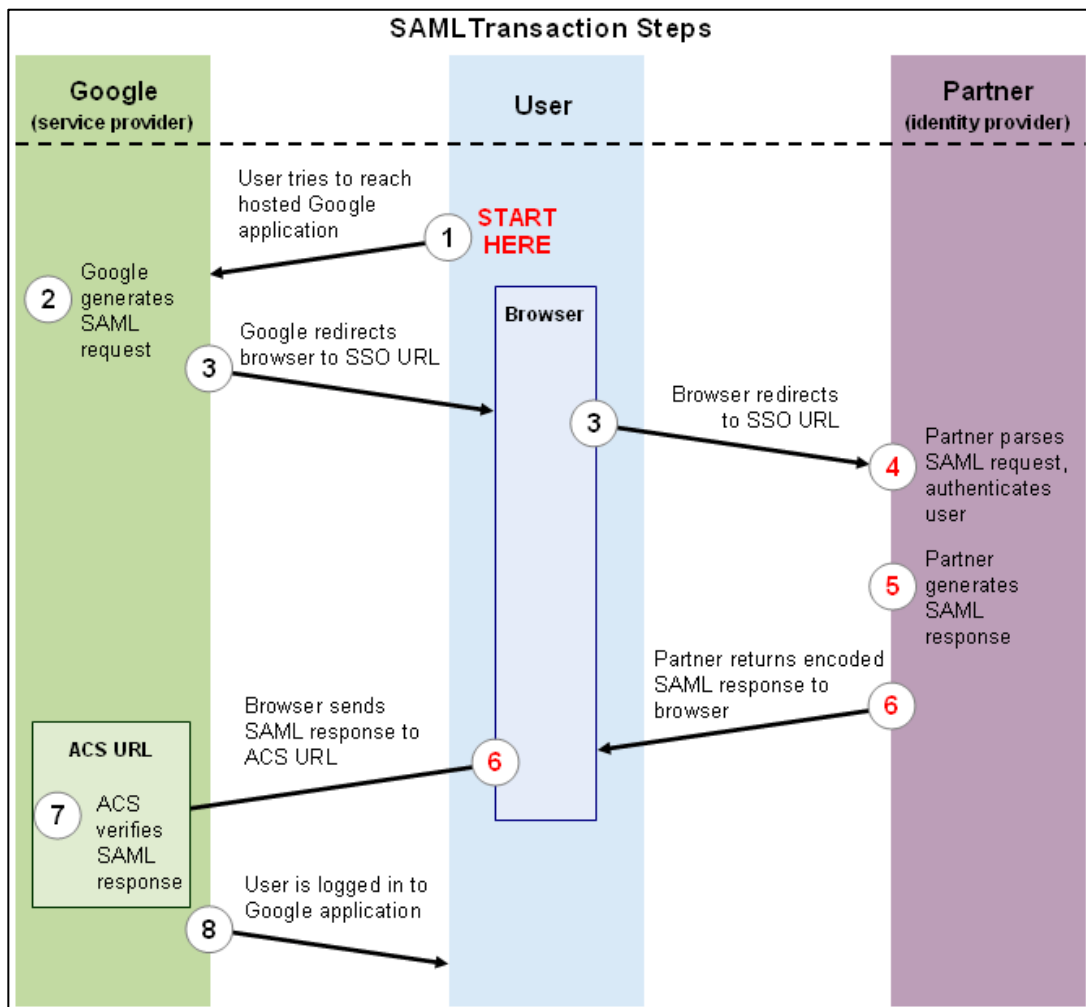 SAMLTransaction Steps
Google
(service provider)
User
Partner
(identity provider)
User tries to reach
hosted Google
application
1
START
HERE
2
Google
generates
SAML
request
Browser
3
Google redirects
browser to SSO URL
3
Browser redirects
to SSO URL
4
Partner parses
SAML request,
authenticates
user
5
Partner
generates
SAML
response
Partner returns encoded
SAML response to
browser
6
Browser sends
SAML response to
ACS URL
6
ACS URL
7
ACS
verifies
SAML
response
User is logged in to
Google application
8